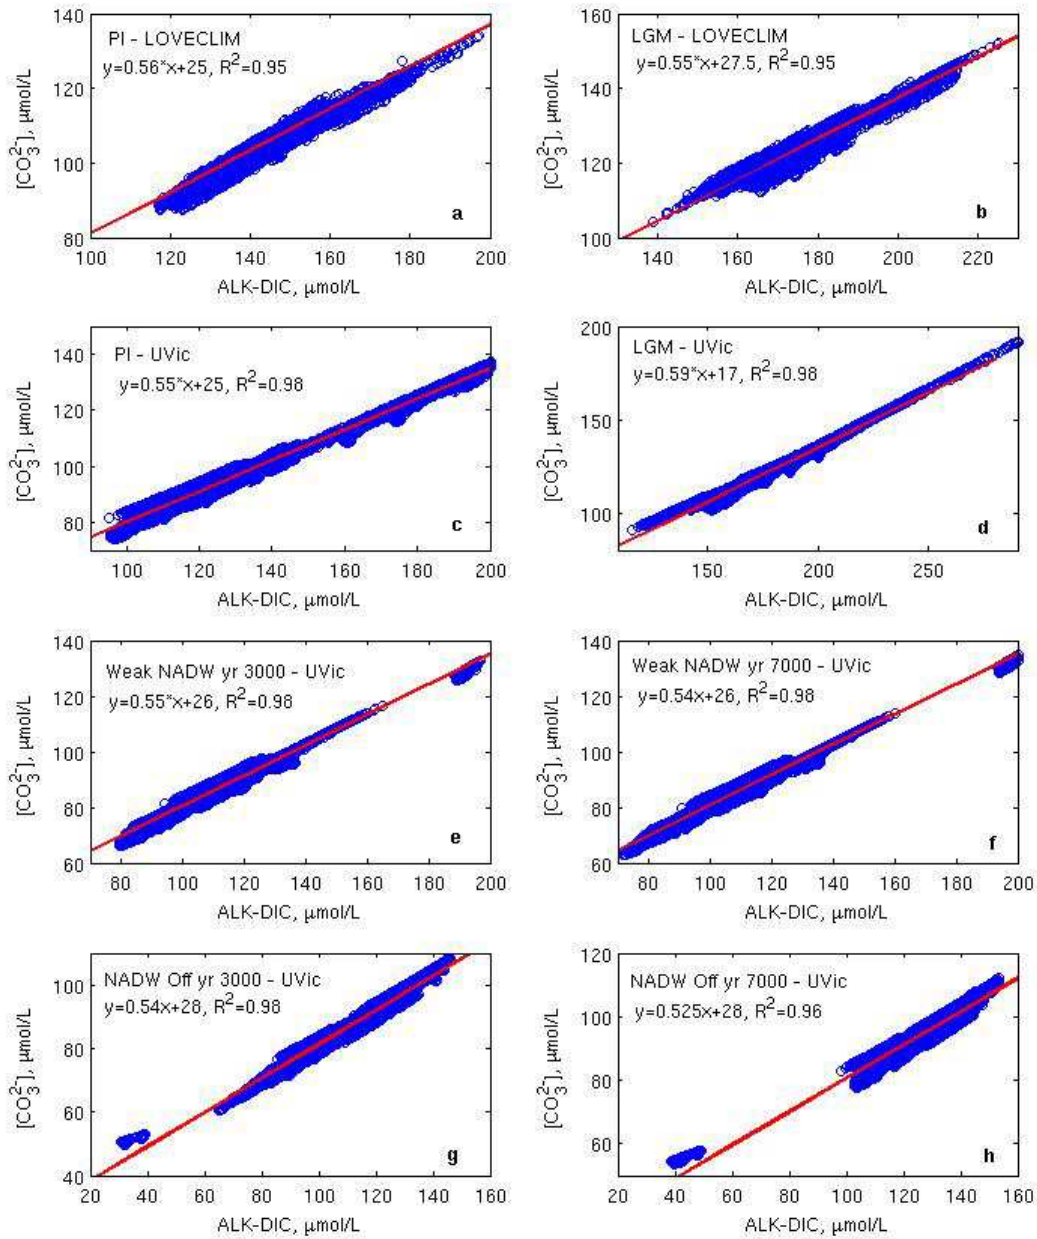 PI - LOVECLIM
y=0.56*x+25, R²=0.95
[CO₃²⁻], μmol/L
140
120
100
80
100 120 140 160 180 200
ALK-DIC, μmol/L
a
LGM - LOVECLIM
y=0.55*x+27.5, R²=0.95
[CO₃²⁻], μmol/L
160
140
120
100
140 160 180 200 220
ALK-DIC, μmol/L
b
PI - UVic
y=0.55*x+25, R²=0.98
[CO₃²⁻], μmol/L
140
120
100
80
100 120 140 160 180 200
ALK-DIC, μmol/L
c
LGM - UVic
y=0.59*x+17, R²=0.98
[CO₃²⁻], μmol/L
200
150
100
150 200 250
ALK-DIC, μmol/L
d
Weak NADW yr 3000 - UVic
y=0.55*x+26, R²=0.98
[CO₃²⁻], μmol/L
140
120
100
80
60
80 100 120 140 160 180 200
ALK-DIC, μmol/L
e
Weak NADW yr 7000 - UVic
y=0.54x+26, R²=0.98
[CO₃²⁻], μmol/L
140
120
100
80
60
80 100 120 140 160 180 200
ALK-DIC, μmol/L
f
NADW Off yr 3000 - UVic
y=0.54x+28, R²=0.98
[CO₃²⁻], μmol/L
100
80
60
40
20 40 60 80 100 120 140 160
ALK-DIC, μmol/L
g
NADW Off yr 7000 - UVic
y=0.525x+28, R²=0.96
[CO₃²⁻], μmol/L
120
100
80
60
20 40 60 80 100 120 140 160
ALK-DIC, μmol/L
h